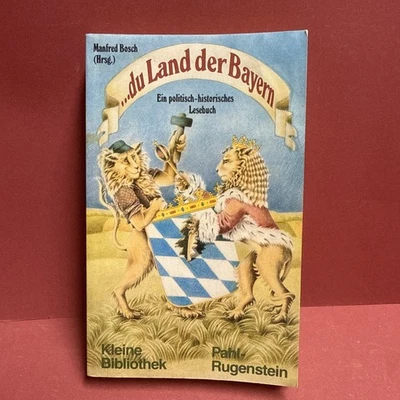 Manfred Bosch
(Hrsg.)
...du Land der Bayern
Ein politisch-historisches
Lesebuch
Kleine
Bibliothek
Pahl-
Rugenstein